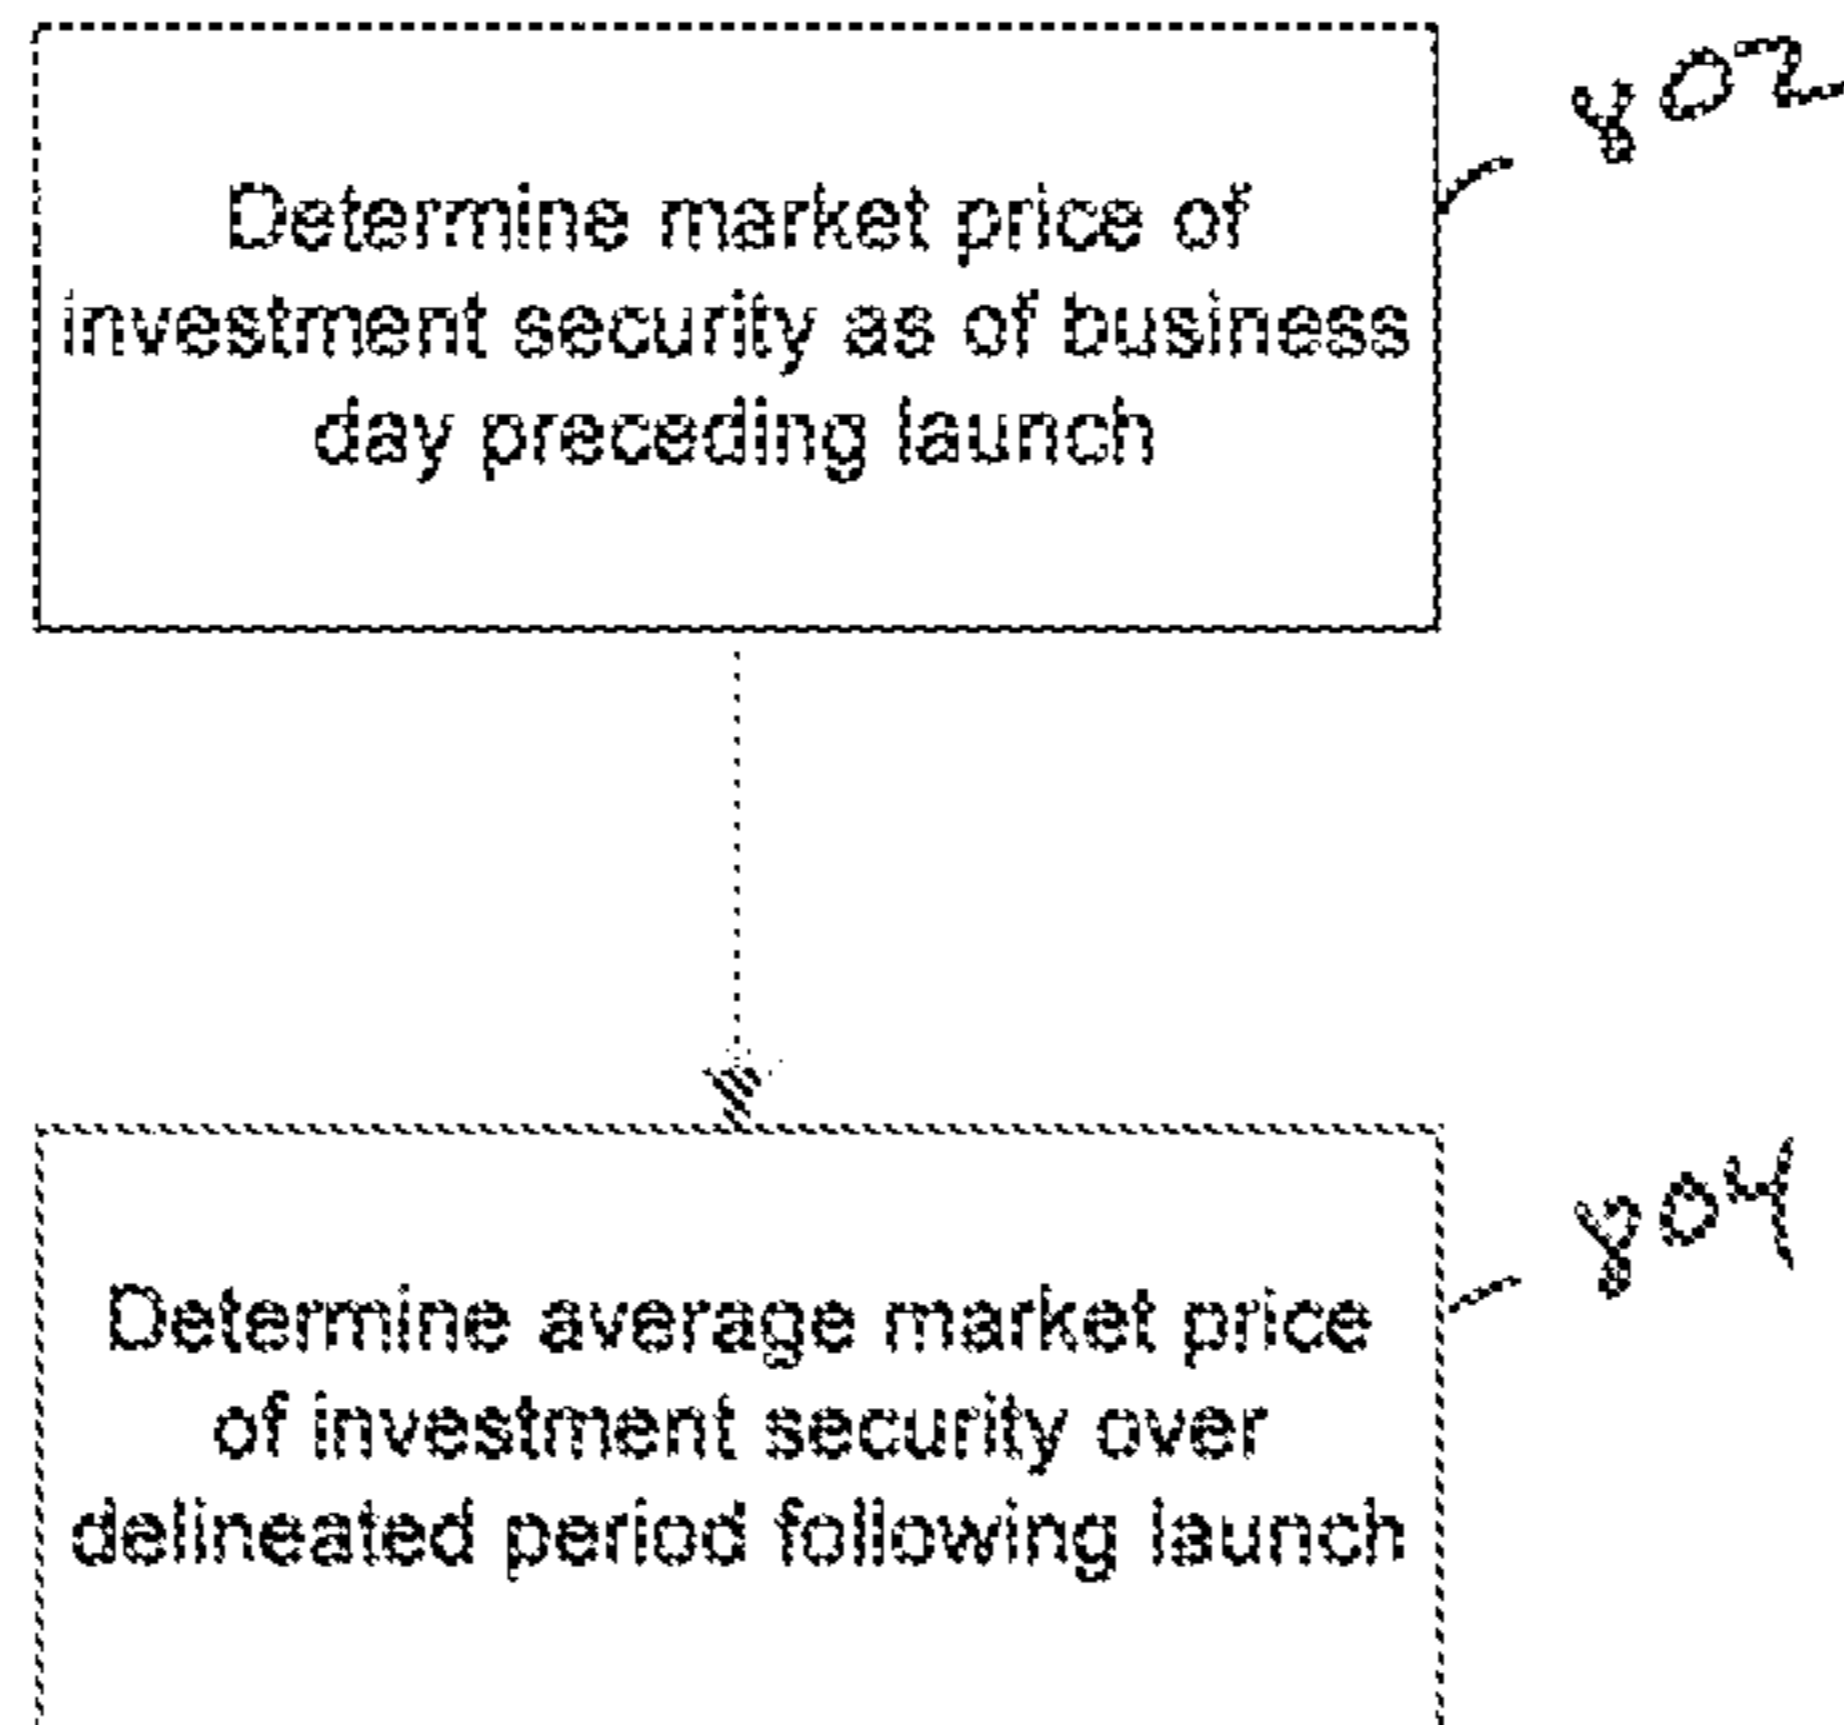 802
Determine market price of
investment security as of business
day preceding launch
804
Determine average market price
of investment security over
delineated period following launch